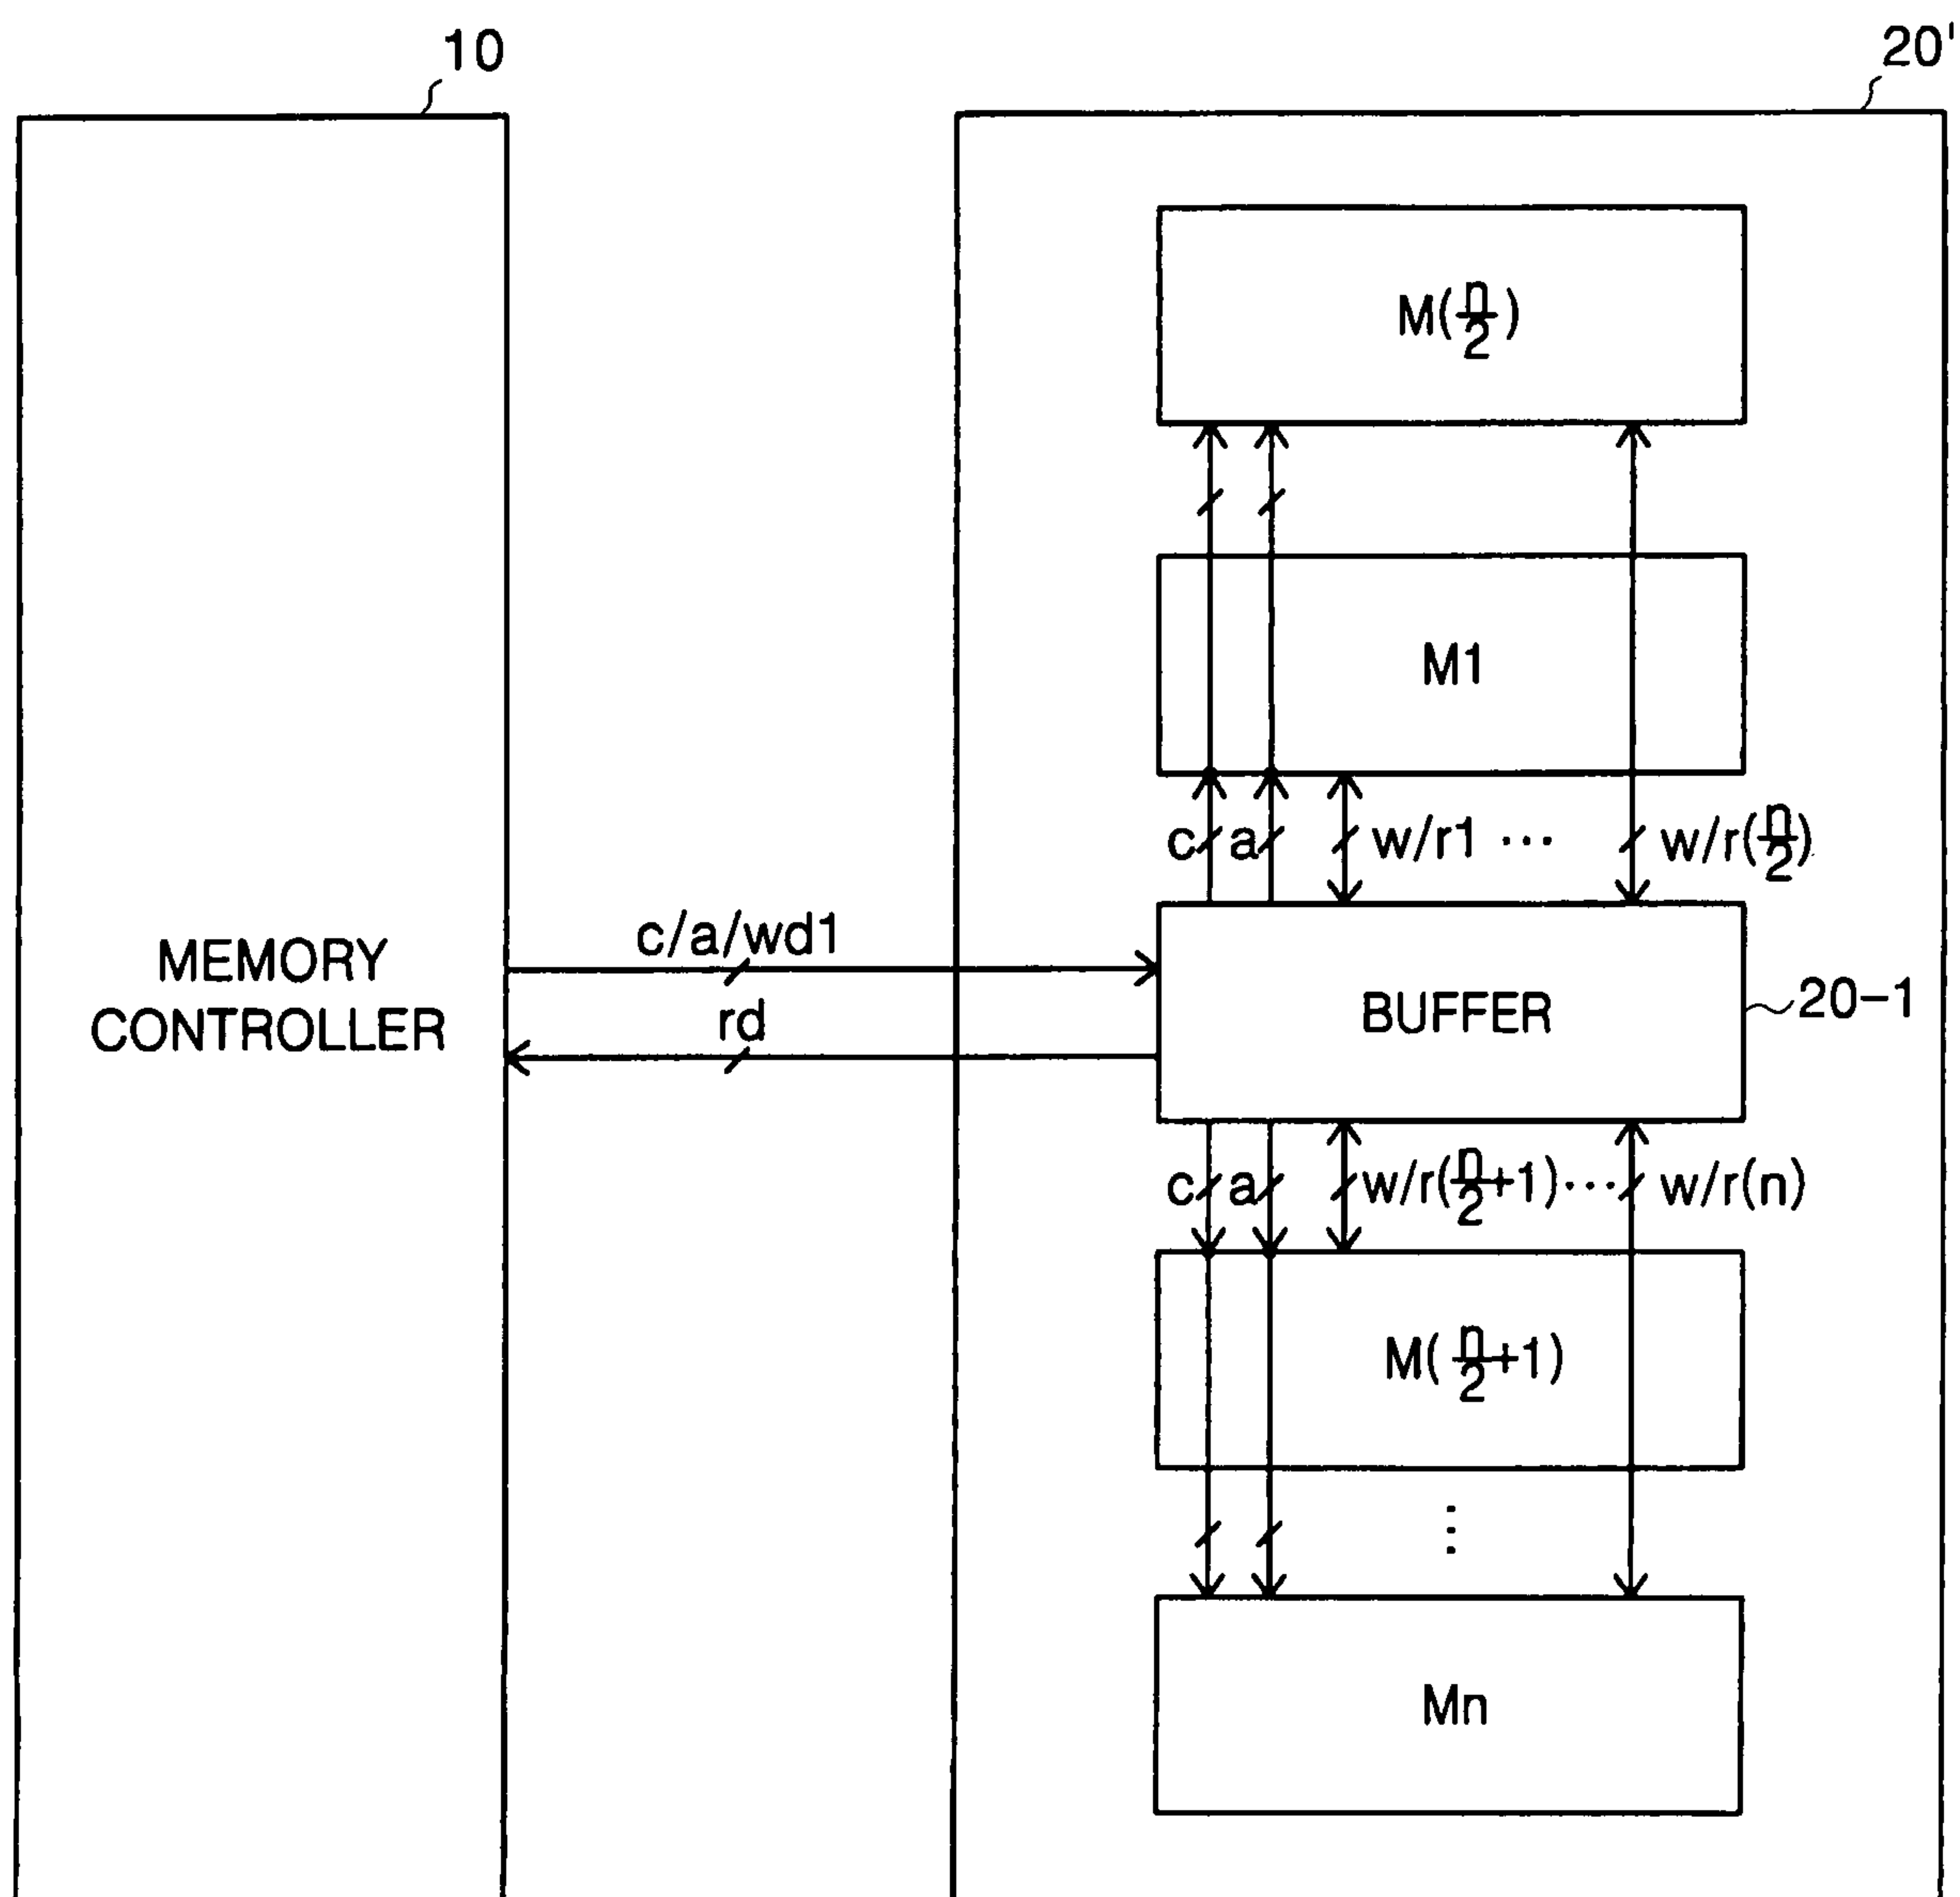 10
20'
M(n/2)
M1
c a w/r1 ... w/r(n/2)
c/a/wd1
MEMORY
CONTROLLER
rd
BUFFER
20-1
c a w/r(n/2+1)... w/r(n)
M(n/2+1)
⋮
Mn